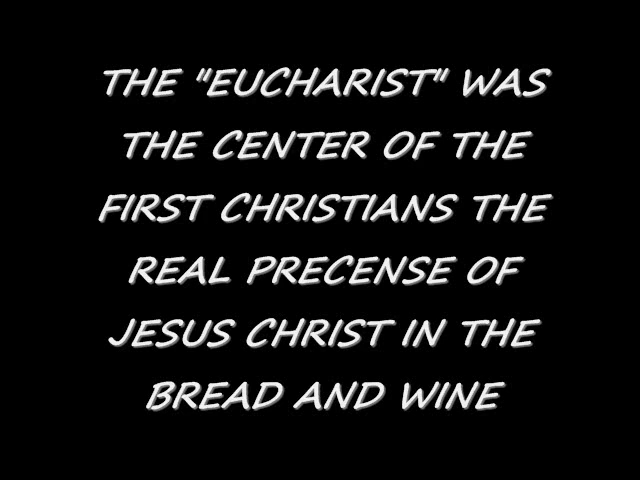 THE "EUCHARIST" WAS
THE CENTER OF THE
FIRST CHRISTIANS THE
REAL PRECENSE OF
JESUS CHRIST IN THE
BREAD AND WINE